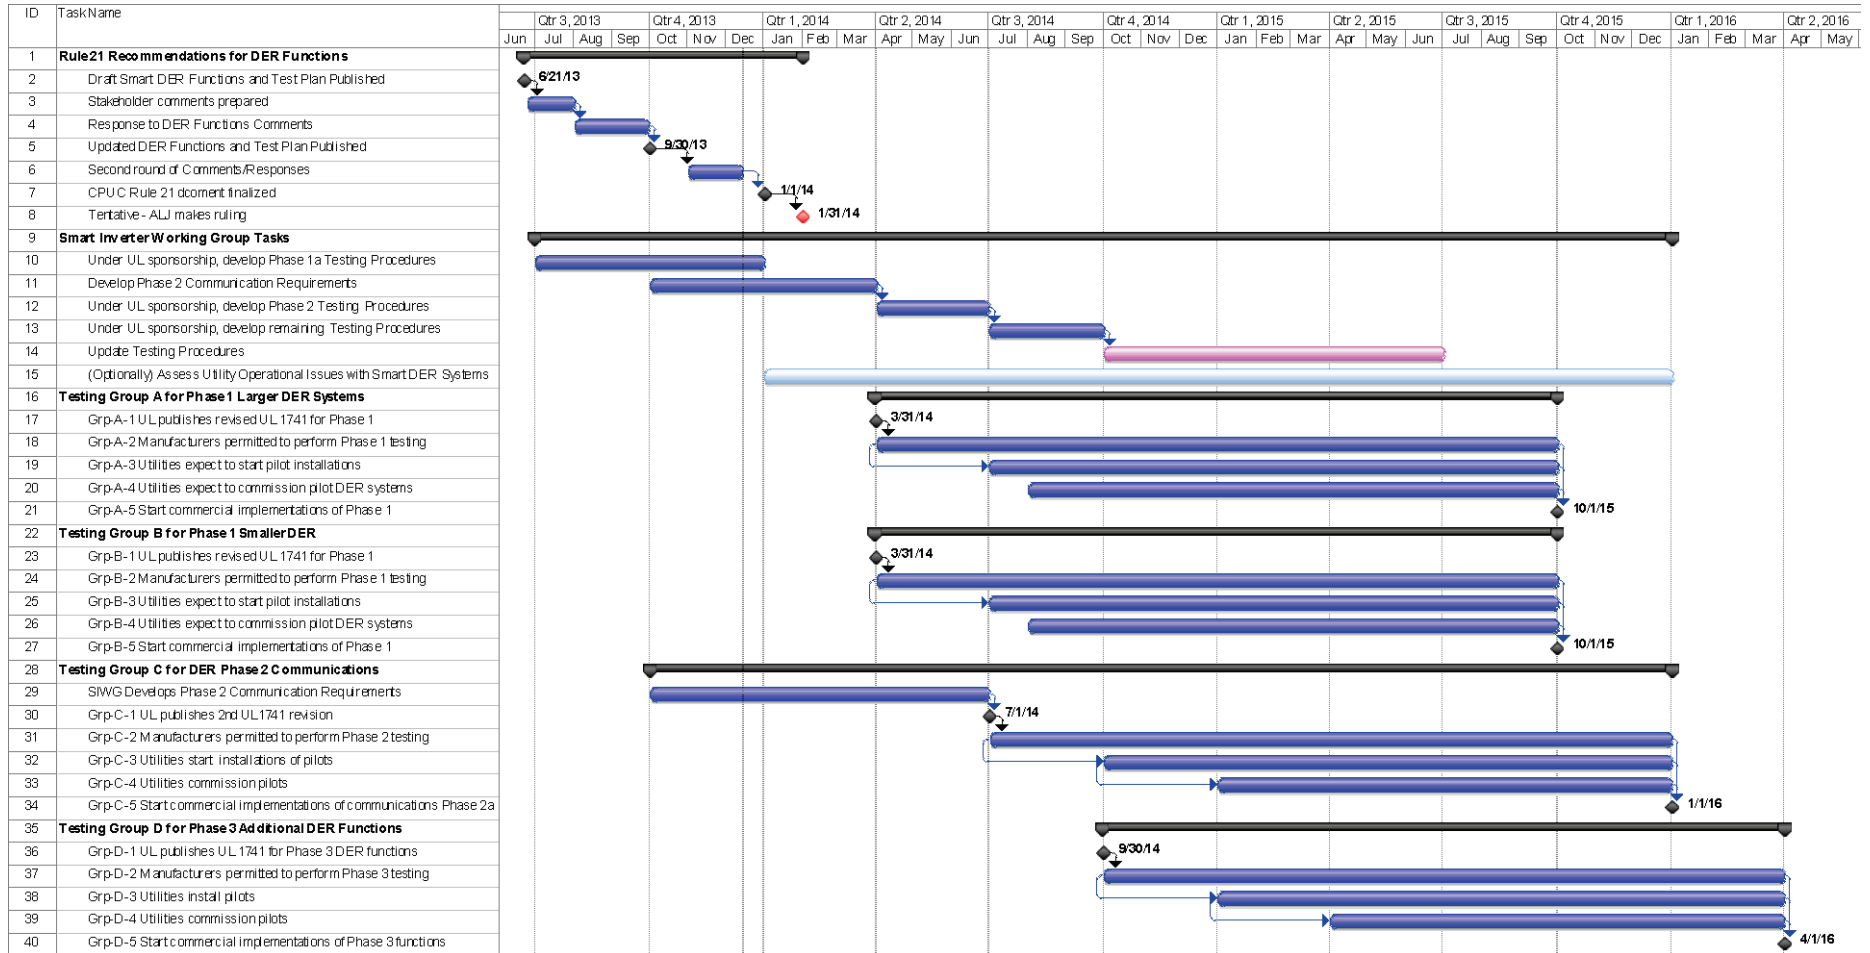 ID Task Name Qtr 3, 2013 Qtr 4, 2013 Qtr 1, 2014 Qtr 2, 2014 Qtr 3, 2014 Qtr 4, 2014 Qtr 1, 2015 Qtr 2, 2015 Qtr 3, 2015 Qtr 4, 2015 Qtr 1, 2016 Qtr 2, 2016
Jun Jul Aug Sep Oct Nov Dec Jan Feb Mar Apr May Jun Jul Aug Sep Oct Nov Dec Jan Feb Mar Apr May Jun Jul Aug Sep Oct Nov Dec Jan Feb Mar Apr May
1 Rule 21 Recommendations for DER Functions
2 Draft Smart DER Functions and Test Plan Published 6/21/13
3 Stakeholder comments prepared
4 Response to DER Functions Comments
5 Updated DER Functions and Test Plan Published 9/30/13
6 Second round of Comments/Responses
7 CPUC Rule 21 dcoment finalized 1/1/14
8 Tentative - ALJ makes ruling 1/31/14
9 Smart Inverter Working Group Tasks
10 Under UL sponsorship, develop Phase 1a Testing Procedures
11 Develop Phase 2 Communication Requirements
12 Under UL sponsorship, develop Phase 2 Testing Procedures
13 Under UL sponsorship, develop remaining Testing Procedures
14 Update Testing Procedures
15 (Optionally) Assess Utility Operational Issues with Smart DER Systems
16 Testing Group A for Phase 1 Larger DER Systems
17 Grp-A-1 UL publishes revised UL 1741 for Phase 1 3/31/14
18 Grp-A-2 Manufacturers permitted to perform Phase 1 testing
19 Grp-A-3 Utilities expect to start pilot installations
20 Grp-A-4 Utilities expect to commission pilot DER systems
21 Grp-A-5 Start commercial implementations of Phase 1 10/1/15
22 Testing Group B for Phase 1 Smaller DER
23 Grp-B-1 UL publishes revised UL 1741 for Phase 1 3/31/14
24 Grp-B-2 Manufacturers permitted to perform Phase 1 testing
25 Grp-B-3 Utilities expect to start pilot installations
26 Grp-B-4 Utilities expect to commission pilot DER systems
27 Grp-B-5 Start commercial implementations of Phase 1 10/1/15
28 Testing Group C for DER Phase 2 Communications
29 SIWG Develops Phase 2 Communication Requirements
30 Grp-C-1 UL publishes 2nd UL1741 revision 7/1/14
31 Grp-C-2 Manufacturers permitted to perform Phase 2 testing
32 Grp-C-3 Utilities start installations of pilots
33 Grp-C-4 Utilities commission pilots
34 Grp-C-5 Start commercial implementations of communications Phase 2a 1/1/16
35 Testing Group D for Phase 3 Additional DER Functions
36 Grp-D-1 UL publishes UL 1741 for Phase 3 DER functions 9/30/14
37 Grp-D-2 Manufacturers permitted to perform Phase 3 testing
38 Grp-D-3 Utilities install pilots
39 Grp-D-4 Utilities commission pilots
40 Grp-D-5 Start commercial implementations of Phase 3 functions 4/1/16